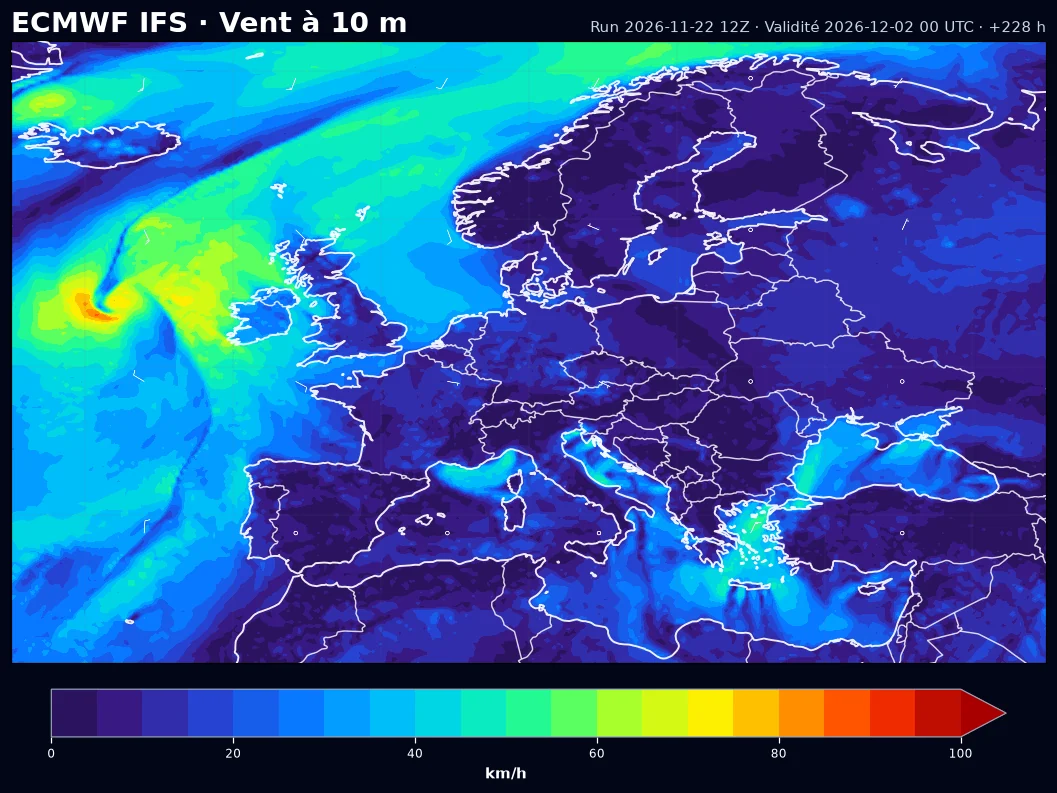 ECMWF IFS · Vent à 10 m
Run 2026-11-22 12Z · Validité 2026-12-02 00 UTC · +228 h
0 20 40 60 80 100
km/h